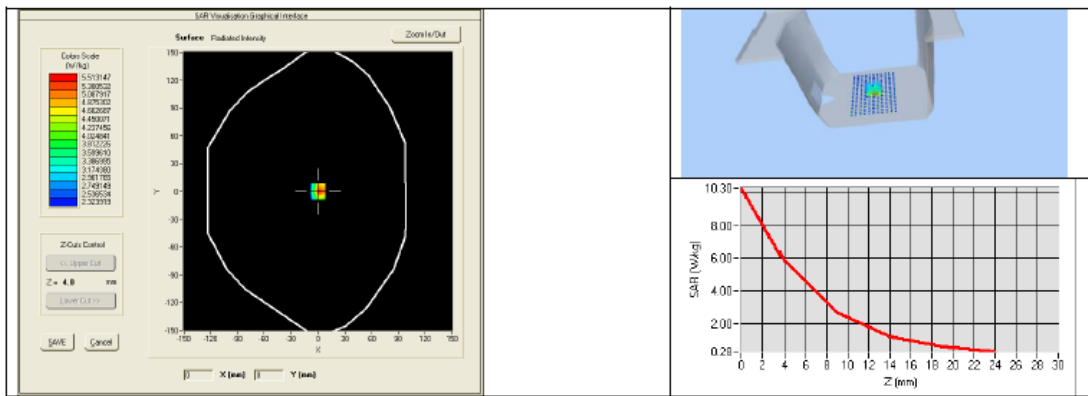 SAR Visualisation Graphical Interface
Surface Radiated Intensity
Zoom In/Out
Colors Scale
(W/kg)
5.513147
5.300532
5.087917
4.875302
4.662687
4.450071
4.237456
4.024841
3.812226
3.599610
3.386995
3.174380
2.961765
2.749149
2.536534
2.323919
150-
120-
90-
60-
30-
0-
-30-
-60-
-90-
-120-
-150-
Y
-150 -120 -90 -60 -30 0 30 60 90 120 150
X
Z-Cuts Control
<< Upper Cut
Z = 4.0 mm
Lower Cut >>
SAVE
Cancel
0 X (mm) 0 Y (mm)
10.30-
8.00-
6.00-
4.00-
2.00-
0.28-
SAR (W/kg)
0 2 4 6 8 10 12 14 16 18 20 22 24 26 28 30
Z (mm)